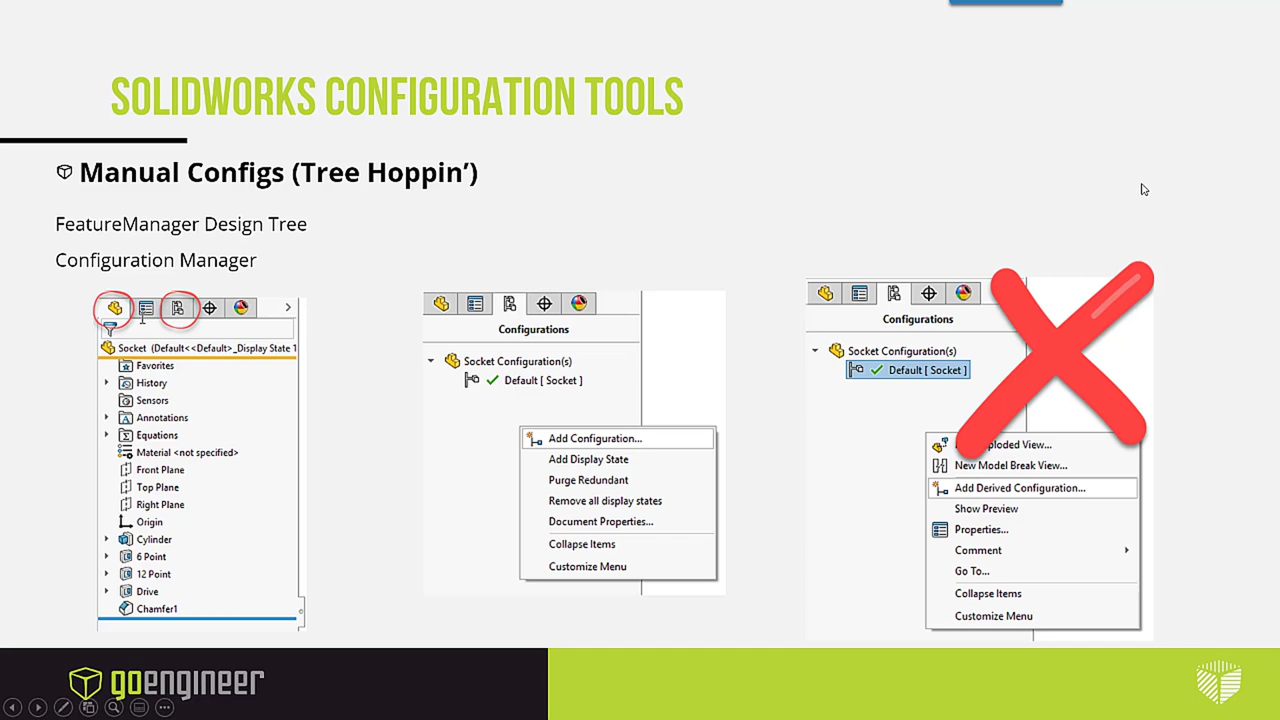 SOLIDWORKS CONFIGURATION TOOLS
Manual Configs (Tree Hoppin’)
FeatureManager Design Tree
Configuration Manager
Socket (Default<<Default>_Display State 1
Favorites
History
Sensors
Annotations
Equations
Material <not specified>
Front Plane
Top Plane
Right Plane
Origin
Cylinder
6 Point
12 Point
Drive
Chamfer1
Configurations
Socket Configuration(s)
Default [ Socket ]
Add Configuration...
Add Display State
Purge Redundant
Remove all display states
Document Properties...
Collapse Items
Customize Menu
Configurations
Socket Configuration(s)
Default [ Socket ]
View...
New Model Break View...
Add Derived Configuration...
Show Preview
Properties...
Comment
Go To...
Collapse Items
Customize Menu
goengineer